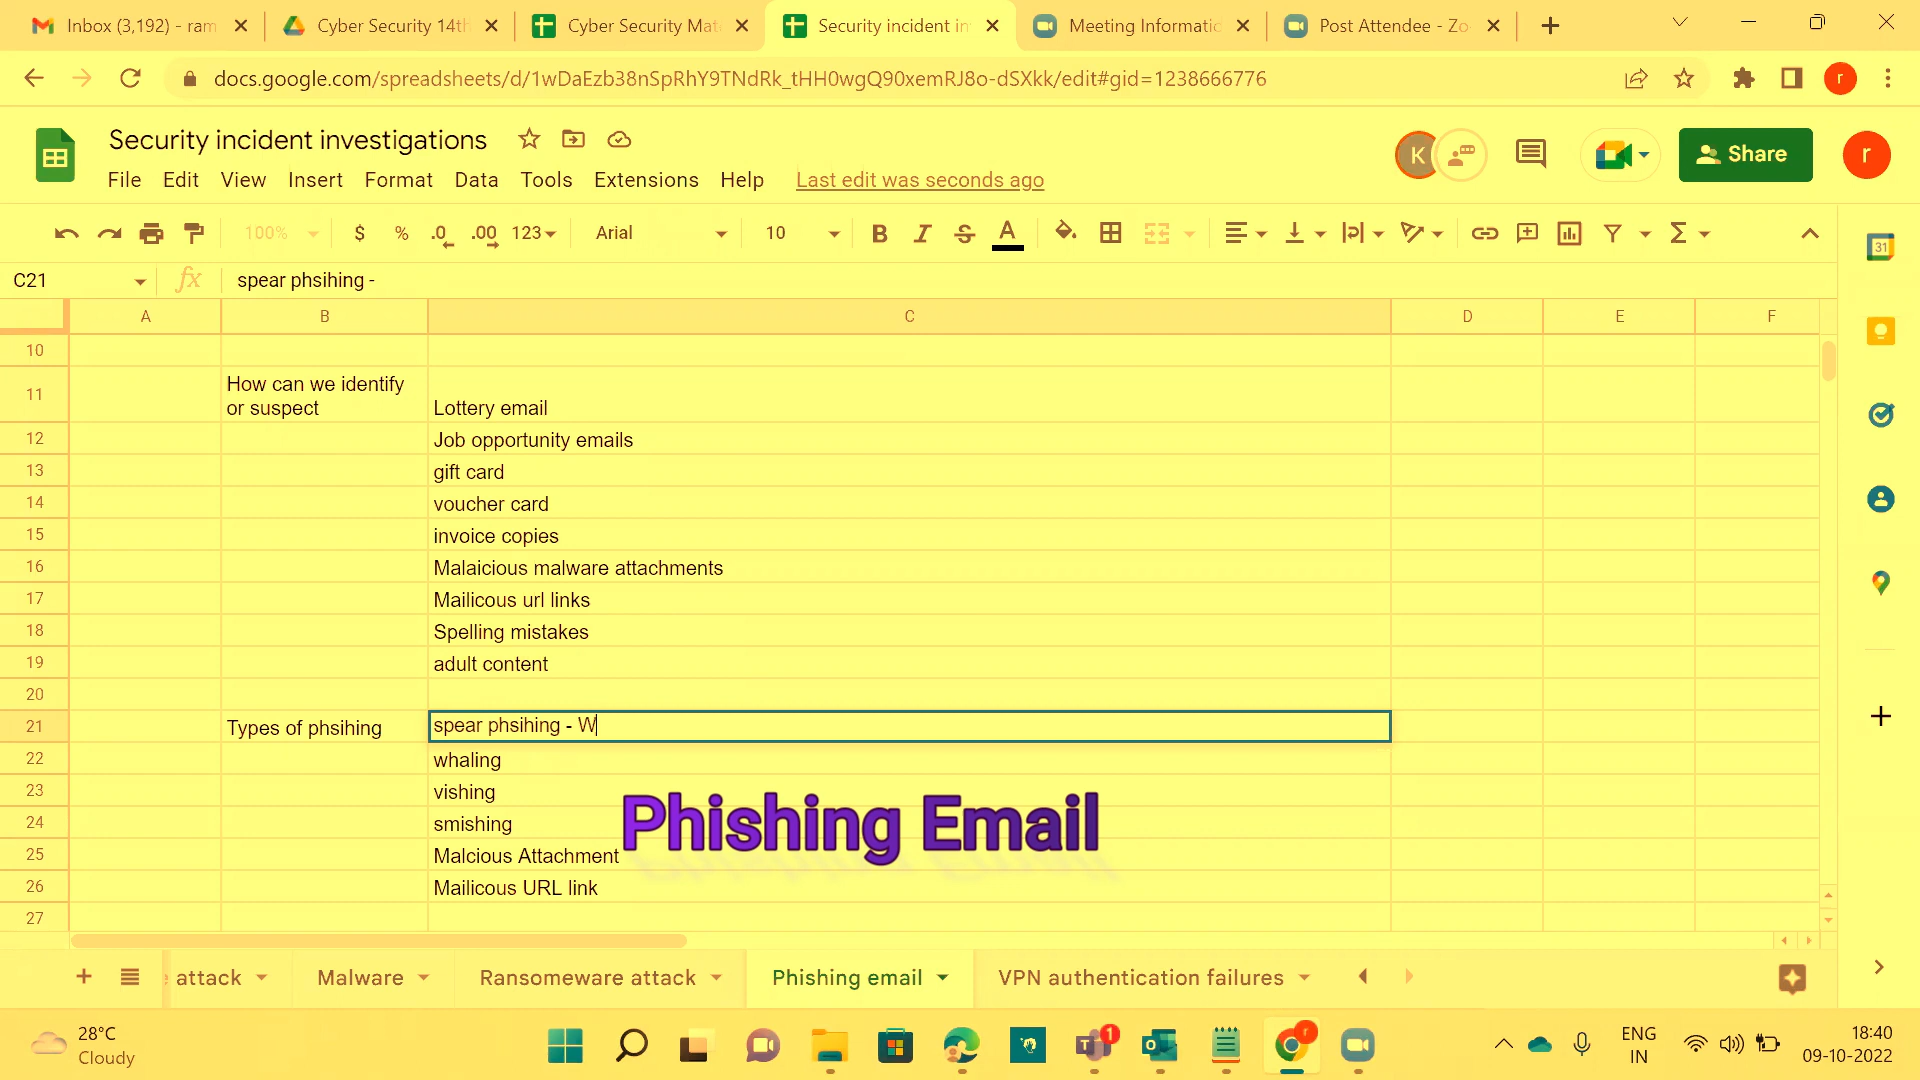 Inbox (3,192) - ram
Cyber Security 14th
Cyber Security Mat
Security incident in
Meeting Informatio
Post Attendee - Zo
docs.google.com/spreadsheets/d/1wDaEzb38nSpRhY9TNdRk_tHH0wgQ90xemRJ8o-dSXkk/edit#gid=1238666776
r
Security incident investigations
K
Share
r
File Edit View Insert Format Data Tools Extensions Help Last edit was seconds ago
100% $ % .0 .00 123 Arial 10 B I S A
31
C21 fx spear phsihing -
A B C D E F
10
11 How can we identify
or suspect Lottery email
12 Job opportunity emails
13 gift card
14 voucher card
15 invoice copies
16 Malaicious malware attachments
17 Mailicous url links
18 Spelling mistakes
19 adult content
20
21 Types of phsihing spear phsihing - W
22 whaling
23 vishing
24 smishing
Phishing Email
25 Malcious Attachment
26 Mailicous URL link
27
attack Malware Ransomeware attack Phishing email VPN authentication failures
28°C
Cloudy
1
r
ENG
IN
18:40
09-10-2022